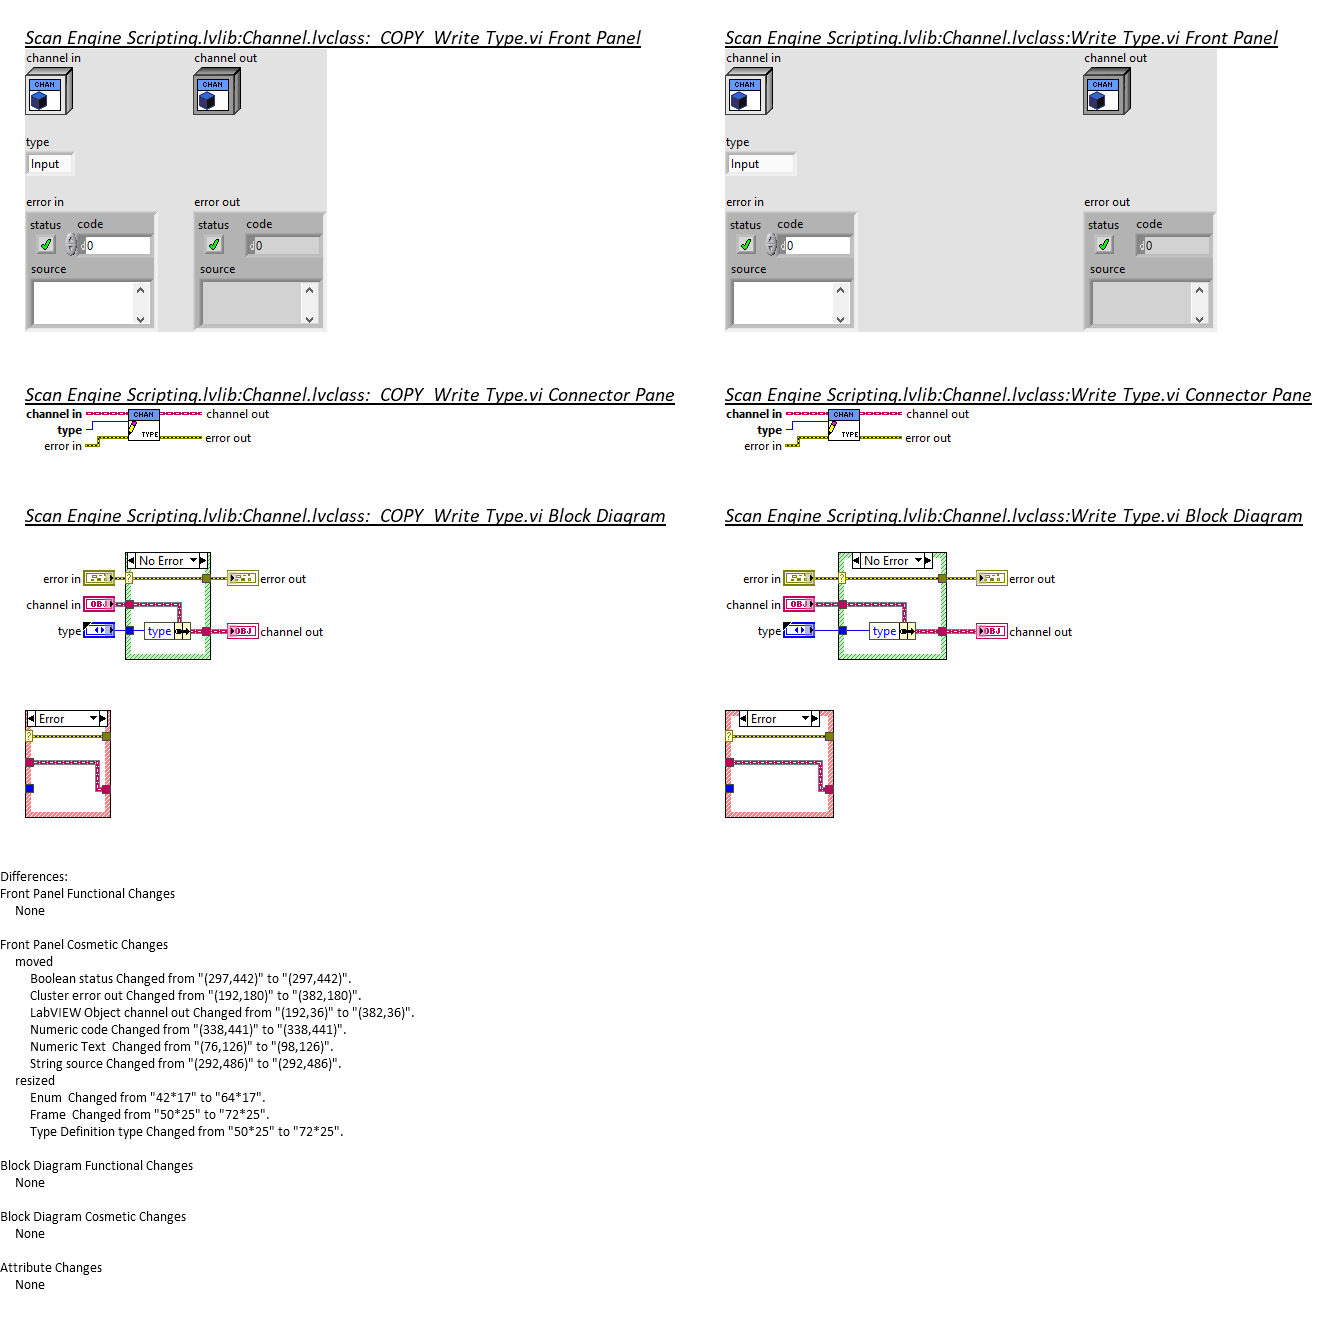 Scan Engine Scripting.lvlib:Channel.lvclass:_COPY_Write Type.vi Front Panel
channel in
channel out
CHAN
CHAN
type
Input
error in
error out
status
code
status
code
0
d 0
source
source
Scan Engine Scripting.lvlib:Channel.lvclass:Write Type.vi Front Panel
channel in
channel out
CHAN
CHAN
type
Input
error in
error out
status
code
status
code
0
d 0
source
source
Scan Engine Scripting.lvlib:Channel.lvclass:_COPY_Write Type.vi Connector Pane
channel in
CHAN
channel out
type
TYPE
error in
error out
Scan Engine Scripting.lvlib:Channel.lvclass:Write Type.vi Connector Pane
channel in
CHAN
channel out
type
TYPE
error in
error out
Scan Engine Scripting.lvlib:Channel.lvclass:_COPY_Write Type.vi Block Diagram
No Error
error in
?
error out
channel in
OBJ
type
type
OBJ
channel out
Error
?
Scan Engine Scripting.lvlib:Channel.lvclass:Write Type.vi Block Diagram
No Error
error in
?
error out
channel in
OBJ
type
type
OBJ
channel out
Error
?
Differences:
Front Panel Functional Changes
None
Front Panel Cosmetic Changes
moved
Boolean status Changed from "(297,442)" to "(297,442)".
Cluster error out Changed from "(192,180)" to "(382,180)".
LabVIEW Object channel out Changed from "(192,36)" to "(382,36)".
Numeric code Changed from "(338,441)" to "(338,441)".
Numeric Text  Changed from "(76,126)" to "(98,126)".
String source Changed from "(292,486)" to "(292,486)".
resized
Enum  Changed from "42*17" to "64*17".
Frame  Changed from "50*25" to "72*25".
Type Definition type Changed from "50*25" to "72*25".
Block Diagram Functional Changes
None
Block Diagram Cosmetic Changes
None
Attribute Changes
None